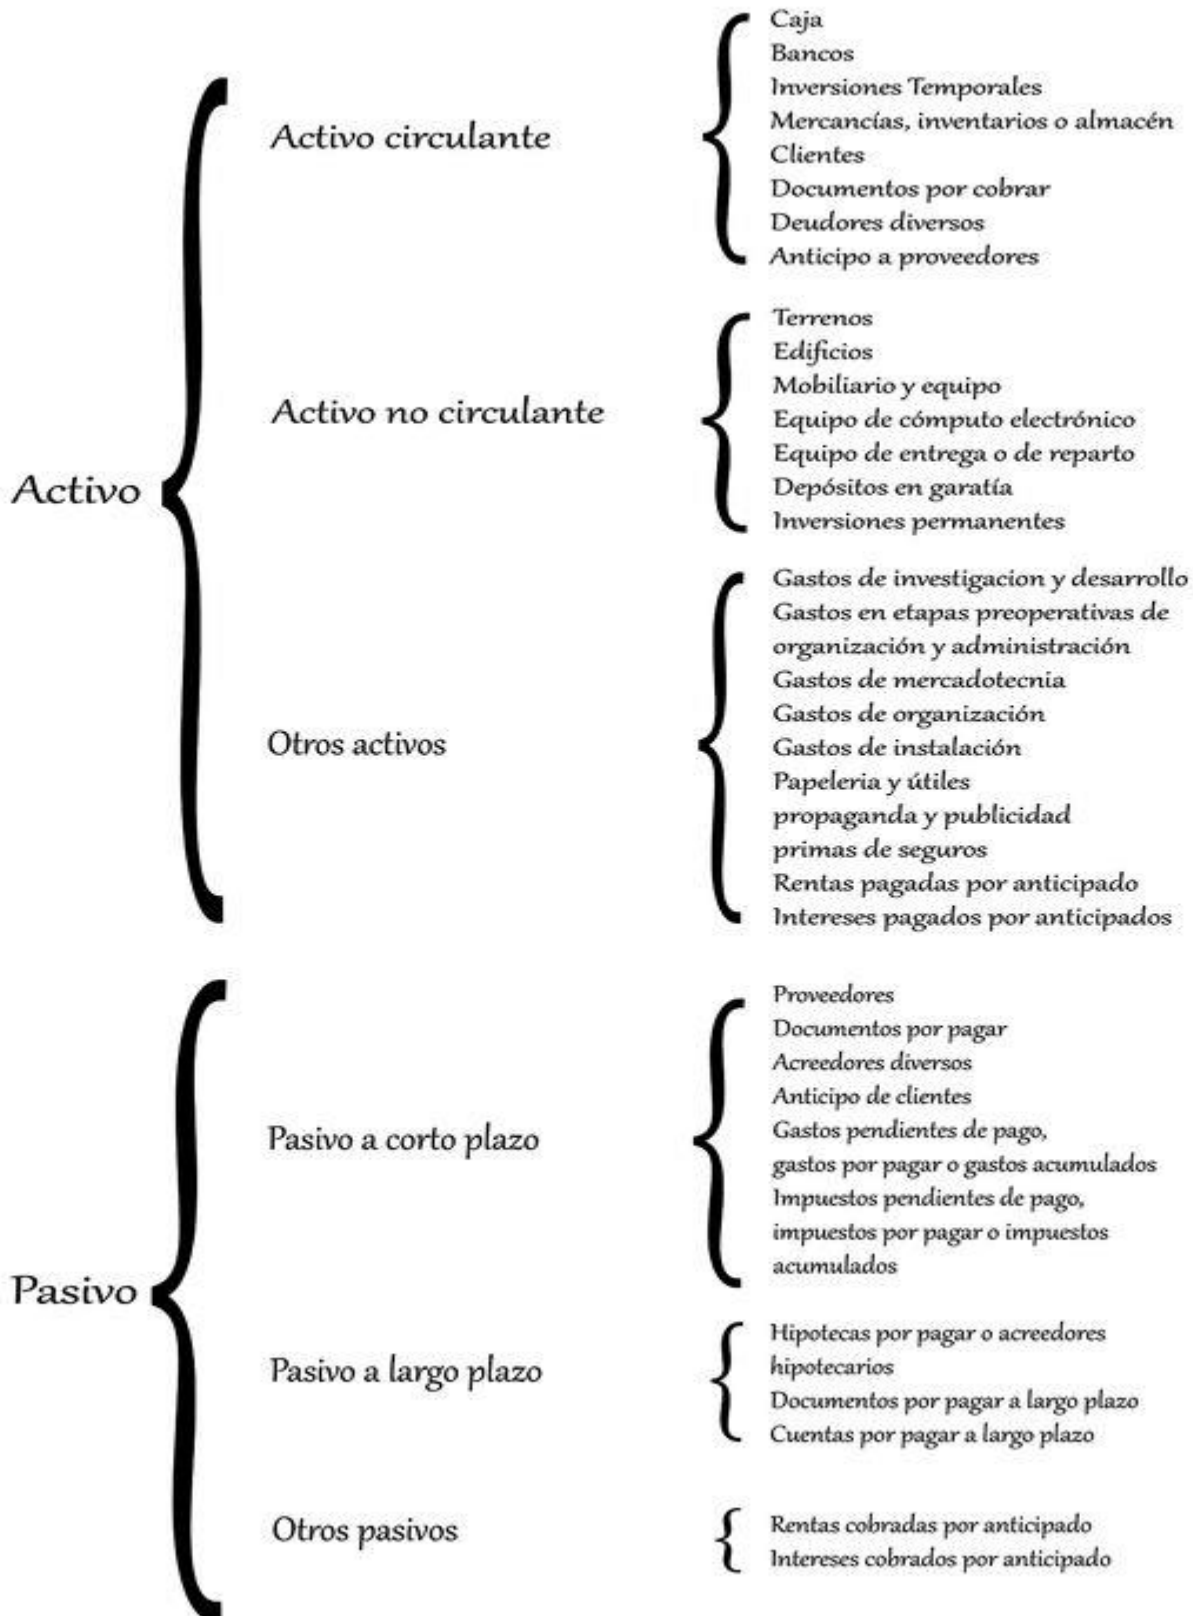 Activo
Activo circulante
Caja
Bancos
Inversiones Temporales
Mercancías, inventarios o almacén
Clientes
Documentos por cobrar
Deudores diversos
Anticipo a proveedores
Activo no circulante
Terrenos
Edificios
Mobiliario y equipo
Equipo de cómputo electrónico
Equipo de entrega o de reparto
Depósitos en garatía
Inversiones permanentes
Otros activos
Gastos de investigacion y desarrollo
Gastos en etapas preoperativas de
organización y administración
Gastos de mercadotecnia
Gastos de organización
Gastos de instalación
Papeleria y útiles
propaganda y publicidad
primas de seguros
Rentas pagadas por anticipado
Intereses pagados por anticipados
Pasivo
Pasivo a corto plazo
Proveedores
Documentos por pagar
Acreedores diversos
Anticipo de clientes
Gastos pendientes de pago,
gastos por pagar o gastos acumulados
Impuestos pendientes de pago,
impuestos por pagar o impuestos
acumulados
Pasivo a largo plazo
Hipotecas por pagar o acreedores
hipotecarios
Documentos por pagar a largo plazo
Cuentas por pagar a largo plazo
Otros pasivos
Rentas cobradas por anticipado
Intereses cobrados por anticipado